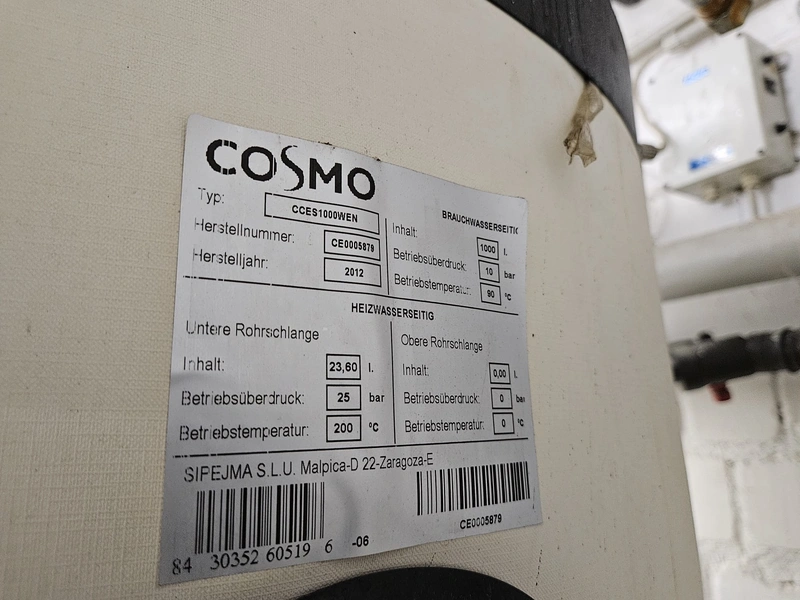 COSMO
Typ: CCES1000WEN
Herstellnummer: CE0005879
Herstelljahr: 2012
BRAUCHWASSERSEITIG
Inhalt: 1000 l.
Betriebsüberdruck: 10 bar
Betriebstemperatur: 90 °C
HEIZWASSERSEITIG
Untere Rohrschlange
Inhalt: 23,60 l.
Betriebsüberdruck: 25 bar
Betriebstemperatur: 200 °C
Obere Rohrschlange
Inhalt: 0,00 l.
Betriebsüberdruck: 0 bar
Betriebstemperatur: 0 °C
SIFEJMA S.L.U. Malpica-D 22-Zaragoza-E
84 30352 60519 6 -06
CE0005879